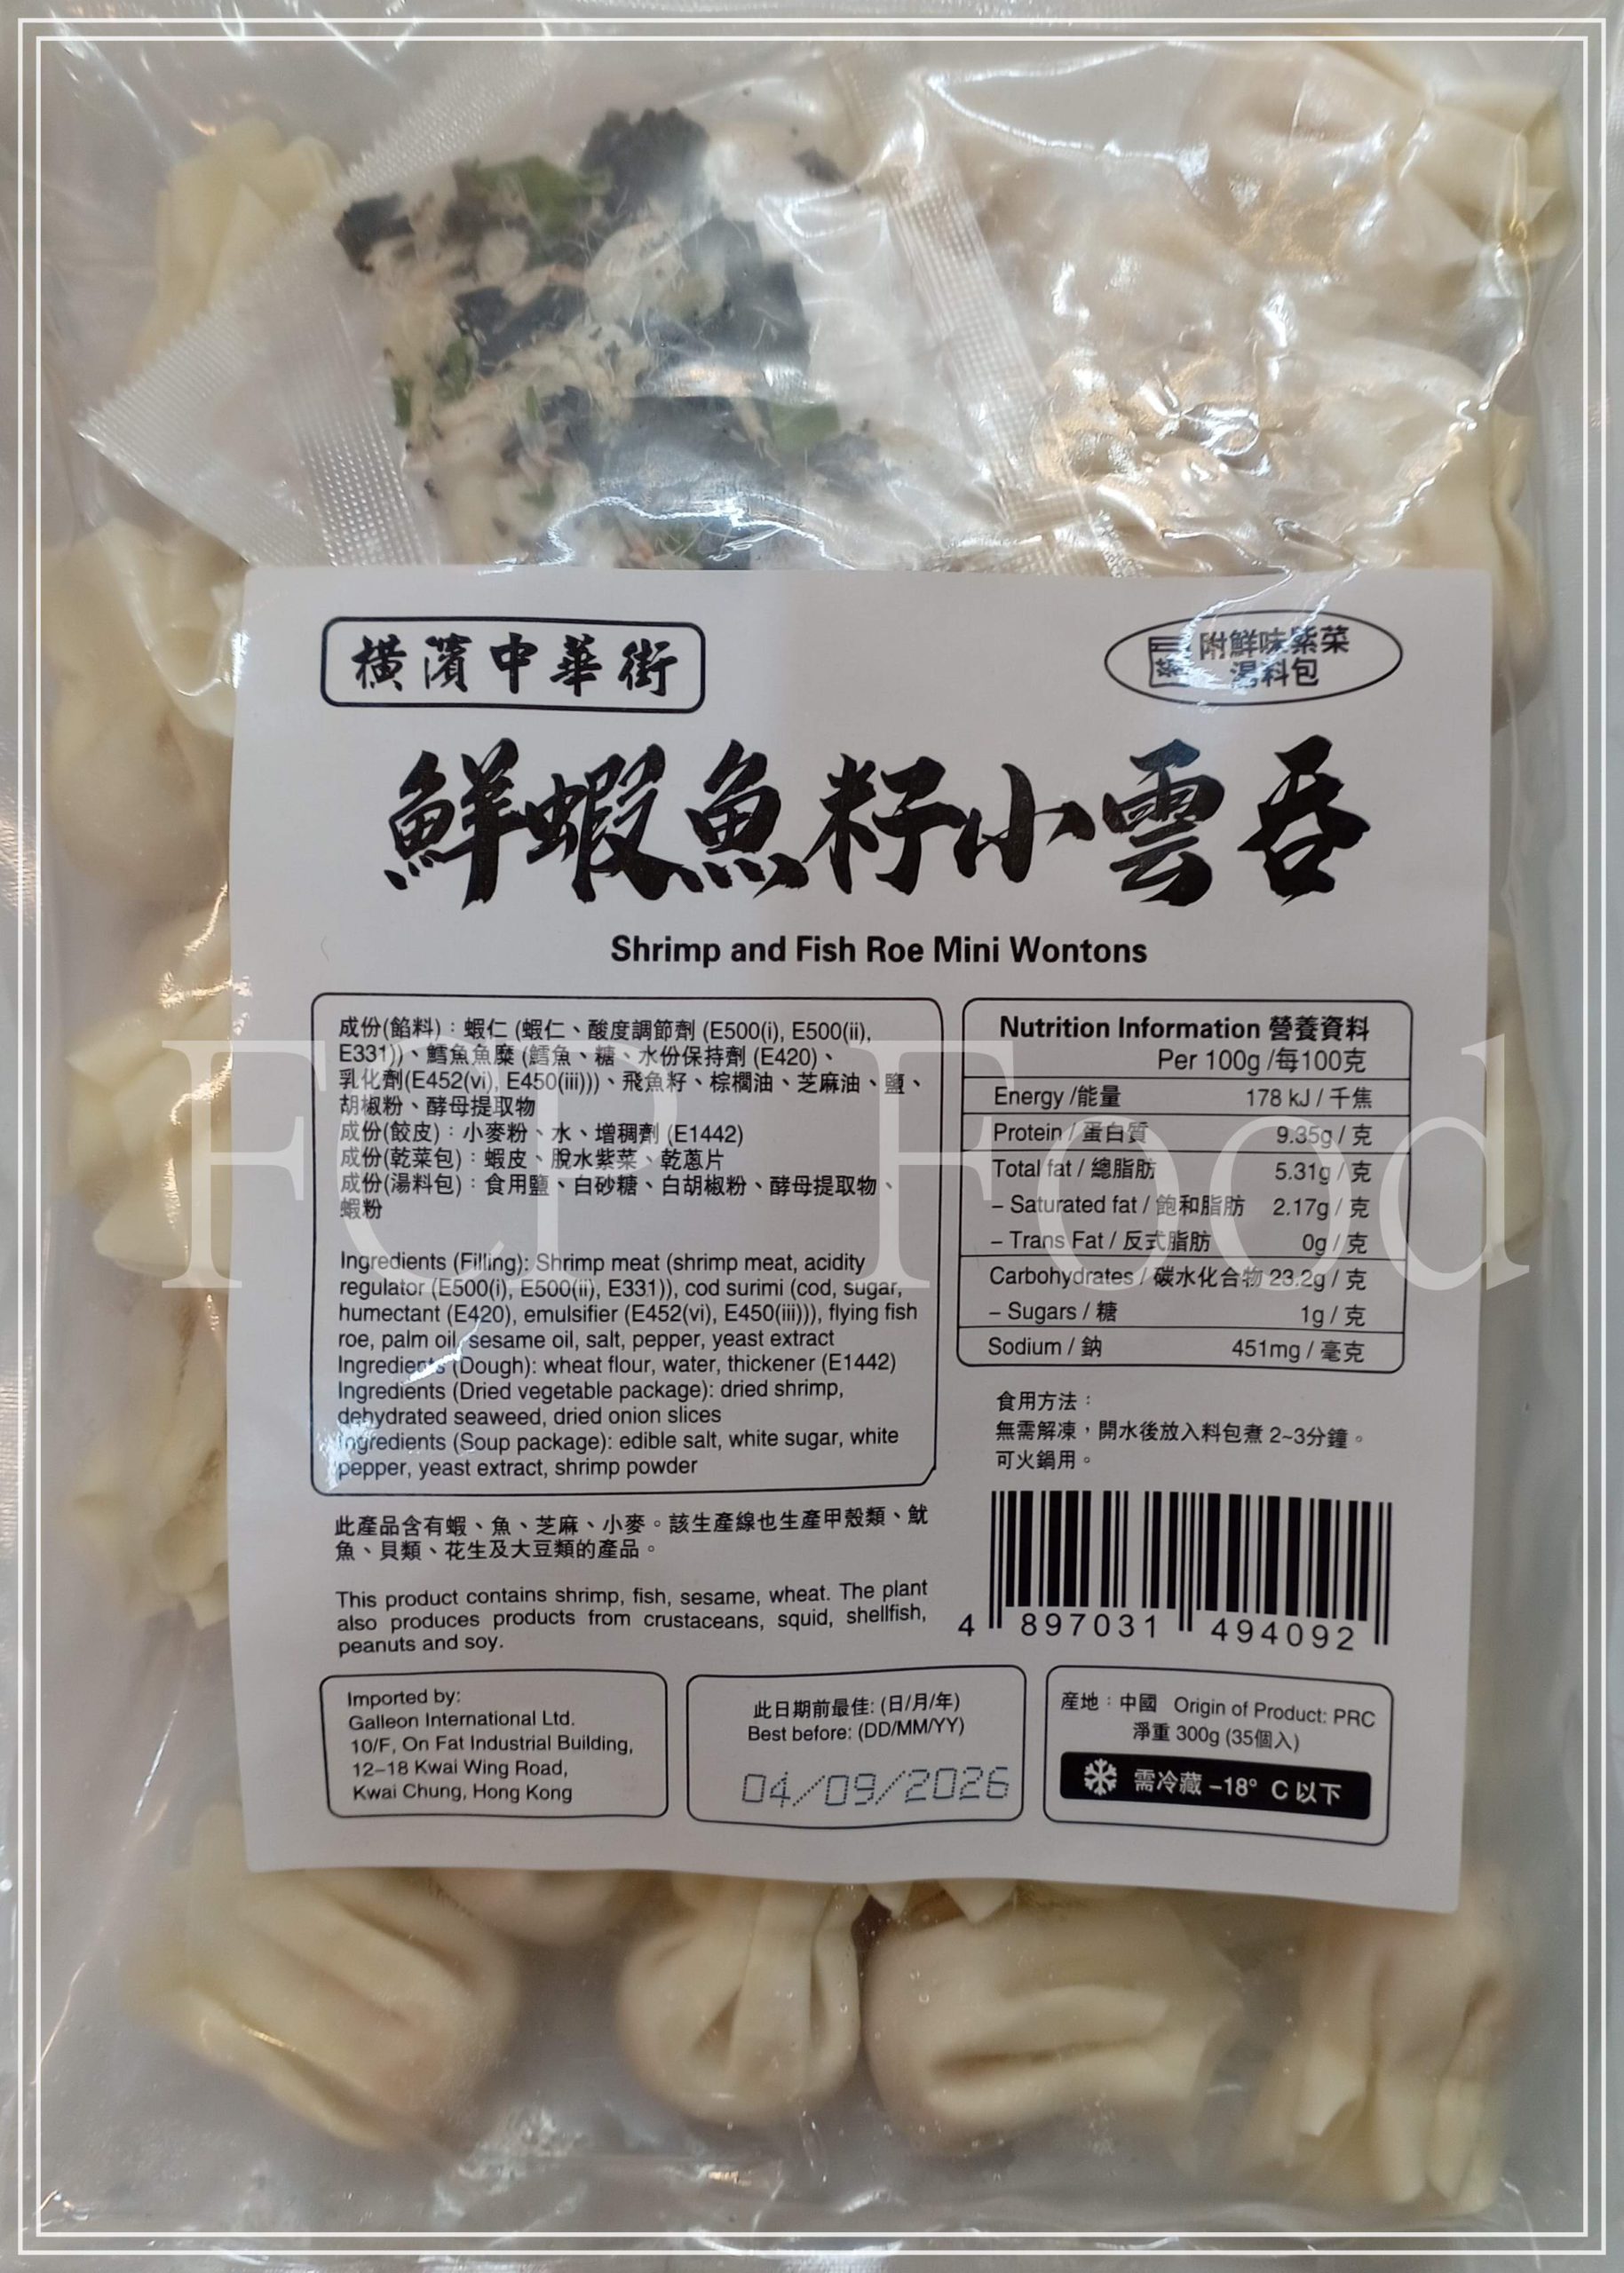 橫濱中華街
附鮮味紫菜
湯料包
鮮蝦魚籽小雲吞
Shrimp and Fish Roe Mini Wontons
成份(餡料)：蝦仁 (蝦仁、酸度調節劑 (E500(i), E500(ii),
E331))、鱈魚魚糜 (鱈魚、糖、水份保持劑 (E420)、
乳化劑(E452(vi), E450(iii)))、飛魚籽、棕櫚油、芝麻油、鹽、
胡椒粉、酵母提取物
成份(餃皮)：小麥粉、水、增稠劑 (E1442)
成份(乾菜包)：蝦皮、脫水紫菜、乾蔥片
成份(湯料包)：食用鹽、白砂糖、白胡椒粉、酵母提取物、
蝦粉
Ingredients (Filling): Shrimp meat (shrimp meat, acidity
regulator (E500(i), E500(ii), E331)), cod surimi (cod, sugar,
humectant (E420), emulsifier (E452(vi), E450(iii))), flying fish
roe, palm oil, sesame oil, salt, pepper, yeast extract
Ingredients (Dough): wheat flour, water, thickener (E1442)
Ingredients (Dried vegetable package): dried shrimp,
dehydrated seaweed, dried onion slices
Ingredients (Soup package): edible salt, white sugar, white
pepper, yeast extract, shrimp powder
Nutrition Information 營養資料
Per 100g /每100克
Energy /能量 178 kJ / 千焦
Protein / 蛋白質 9.35g / 克
Total fat / 總脂肪 5.31g / 克
– Saturated fat / 飽和脂肪 2.17g / 克
– Trans Fat / 反式脂肪 0g / 克
Carbohydrates / 碳水化合物 23.2g / 克
– Sugars / 糖 1g / 克
Sodium / 鈉 451mg / 毫克
食用方法：
無需解凍，開水後放入料包煮 2~3分鐘。
可火鍋用。
此產品含有蝦、魚、芝麻、小麥。該生產線也生產甲殼類、魷
魚、貝類、花生及大豆類的產品。
This product contains shrimp, fish, sesame, wheat. The plant
also produces products from crustaceans, squid, shellfish,
peanuts and soy.
4 897031 494092
Imported by:
Galleon International Ltd.
10/F, On Fat Industrial Building,
12–18 Kwai Wing Road,
Kwai Chung, Hong Kong
此日期前最佳: (日/月/年)
Best before: (DD/MM/YY)
04/09/2026
產地：中國 Origin of Product: PRC
淨重 300g (35個入)
需冷藏 –18° C 以下